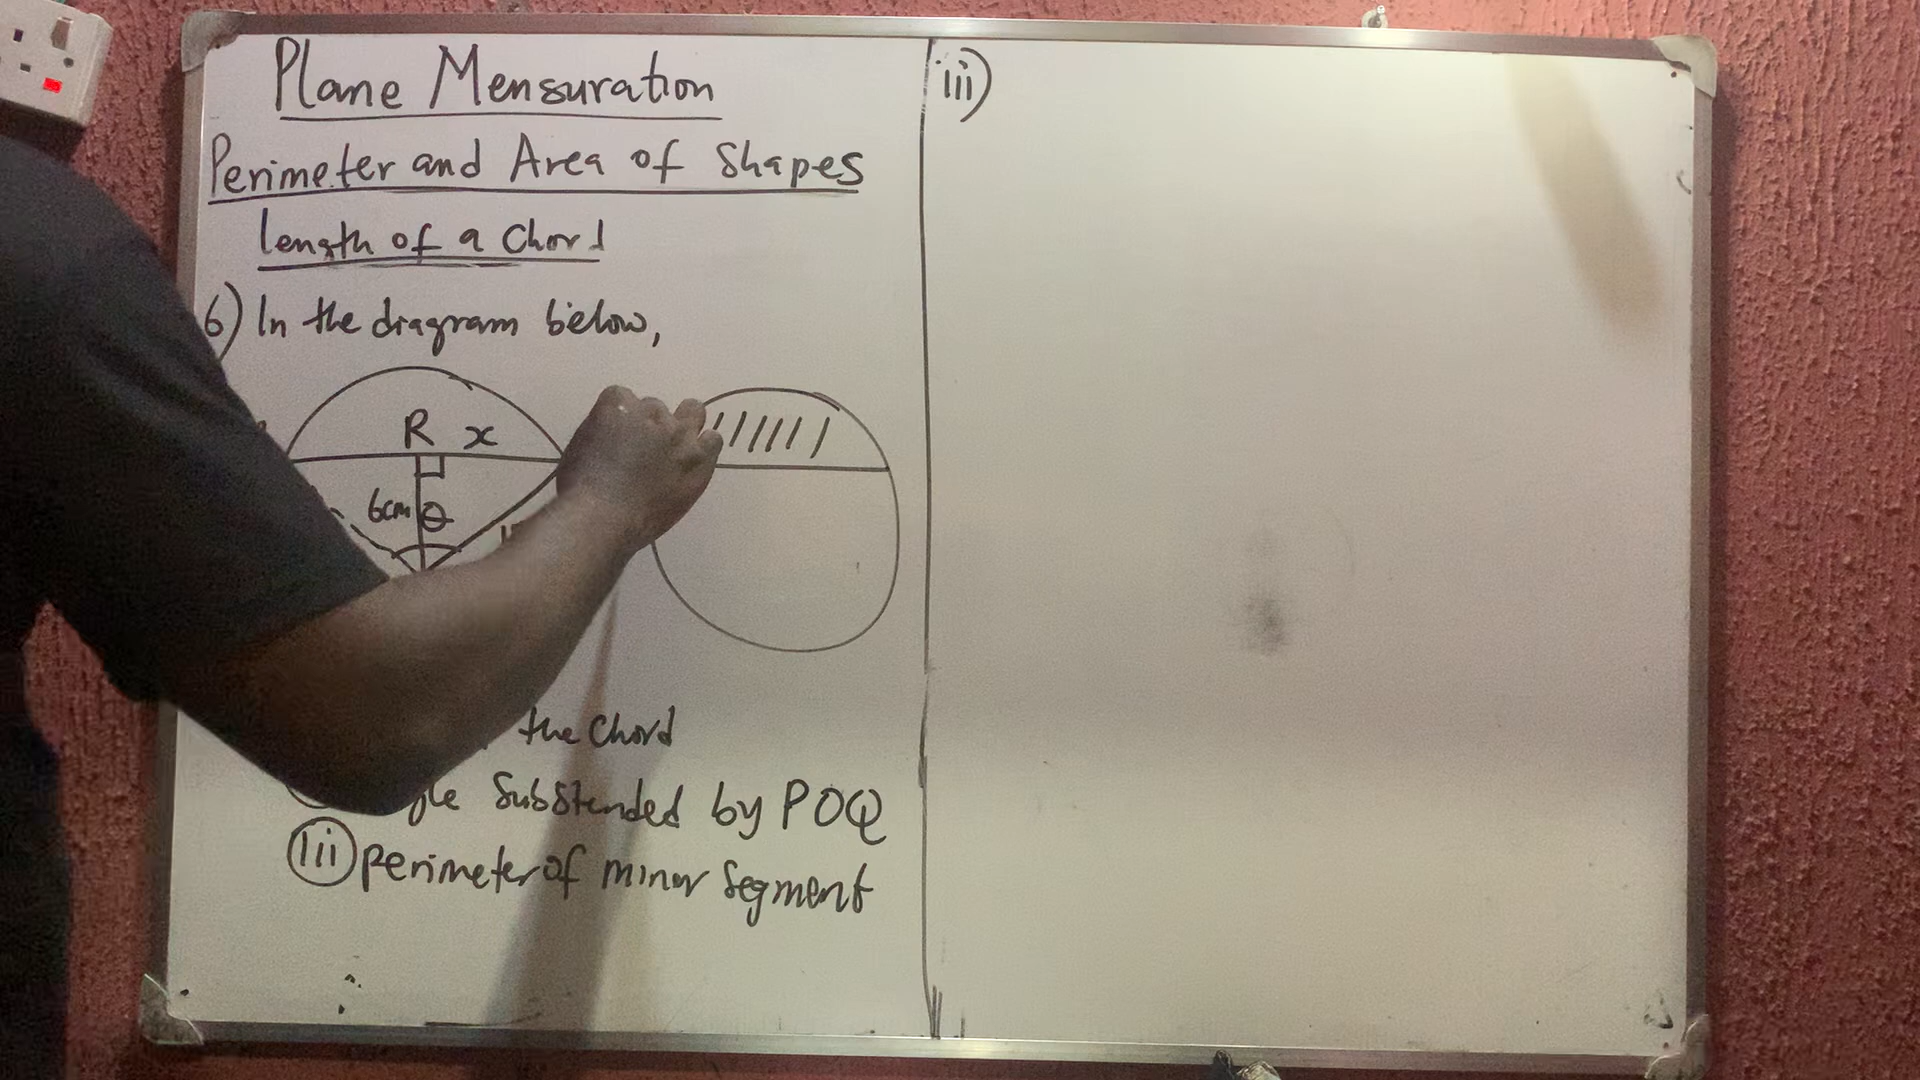 Plane Mensuration
Perimeter and Area of Shapes
length of a Chord
6) In the diagram below,
R x
6cm θ
the Chord
Substended by POQ
iii perimeter of minor Segment
iii)